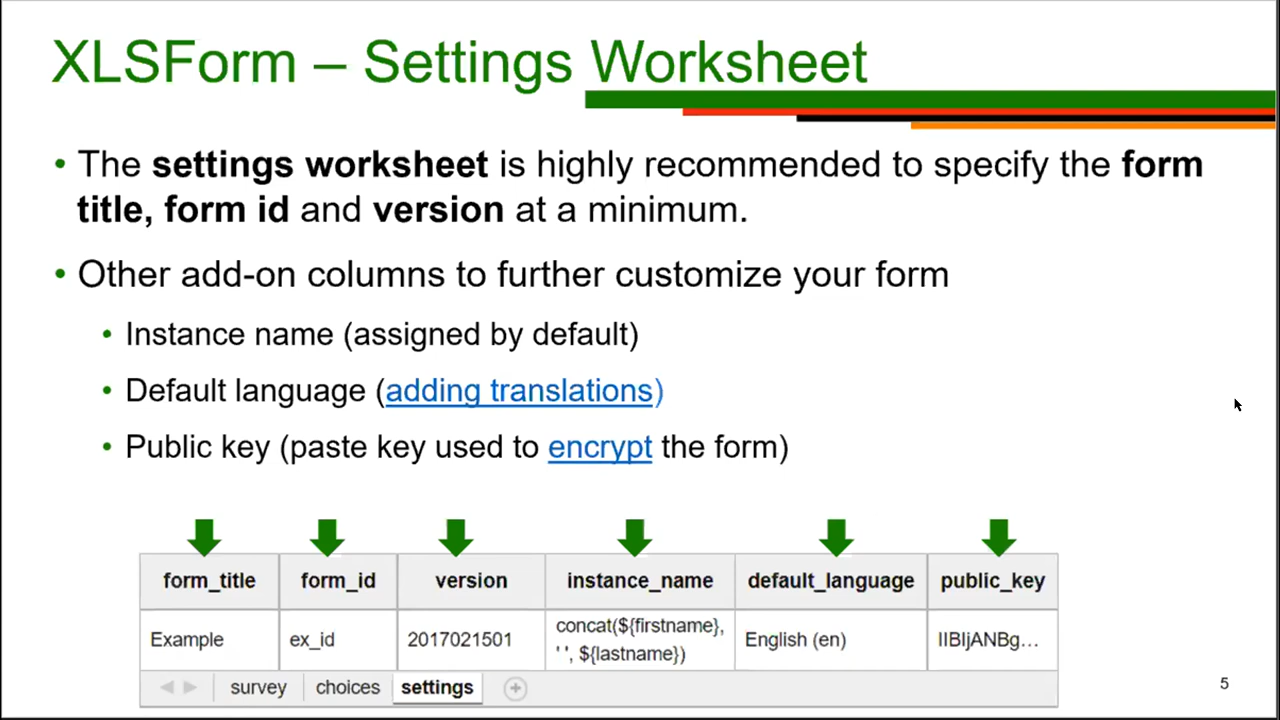 XLSForm – Settings Worksheet
• The settings worksheet is highly recommended to specify the form
title, form id and version at a minimum.
• Other add-on columns to further customize your form
• Instance name (assigned by default)
• Default language (adding translations)
• Public key (paste key used to encrypt the form)
form_title form_id version instance_name default_language public_key
Example ex_id 2017021501 concat(${firstname}, English (en) IIBIjANBg...
' ', ${lastname})
survey choices settings
5